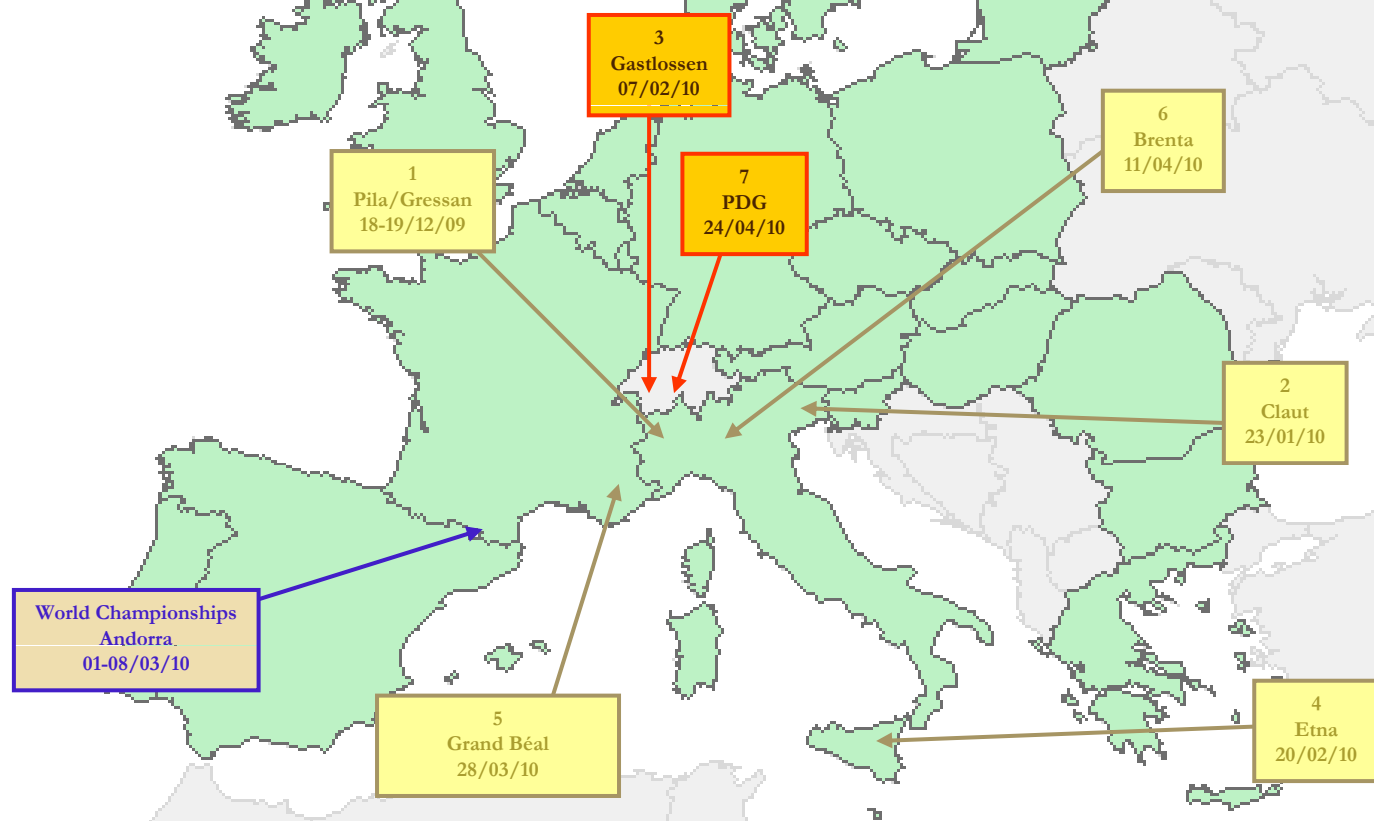 3
Gastlossen
07/02/10
6
Brenta
11/04/10
1
Pila/Gressan
18-19/12/09
7
PDG
24/04/10
2
Claut
23/01/10
World Championships
Andorra
01-08/03/10
5
Grand Béal
28/03/10
4
Etna
20/02/10